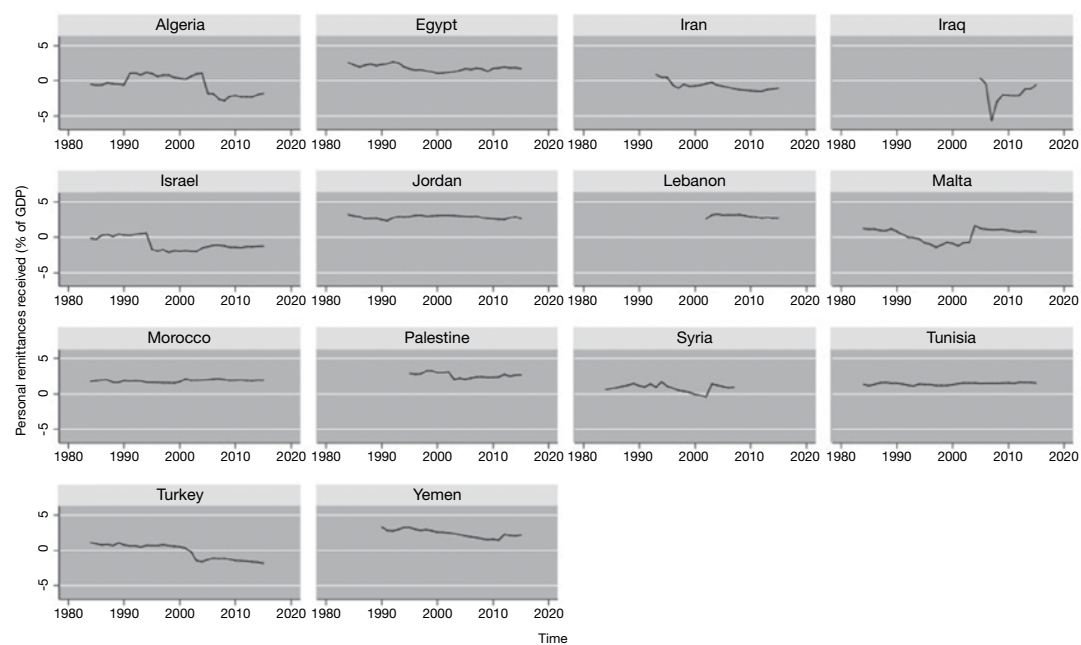 Algeria Egypt Iran Iraq
5
0
-5
1980 1990 2000 2010 2020 1980 1990 2000 2010 2020 1980 1990 2000 2010 2020 1980 1990 2000 2010 2020
Israel Jordan Lebanon Malta
5
0
-5
1980 1990 2000 2010 2020 1980 1990 2000 2010 2020 1980 1990 2000 2010 2020 1980 1990 2000 2010 2020
Personal remittances received (% of GDP)
Morocco Palestine Syria Tunisia
5
0
-5
1980 1990 2000 2010 2020 1980 1990 2000 2010 2020 1980 1990 2000 2010 2020 1980 1990 2000 2010 2020
Turkey Yemen
5
0
-5
1980 1990 2000 2010 2020 1980 1990 2000 2010 2020
Time